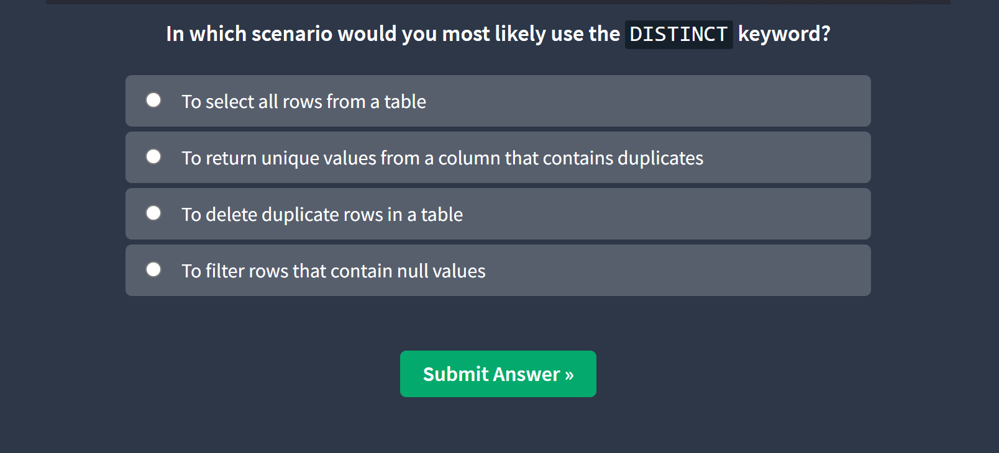 In which scenario would you most likely use the DISTINCT keyword?
To select all rows from a table
To return unique values from a column that contains duplicates
To delete duplicate rows in a table
To filter rows that contain null values
Submit Answer »